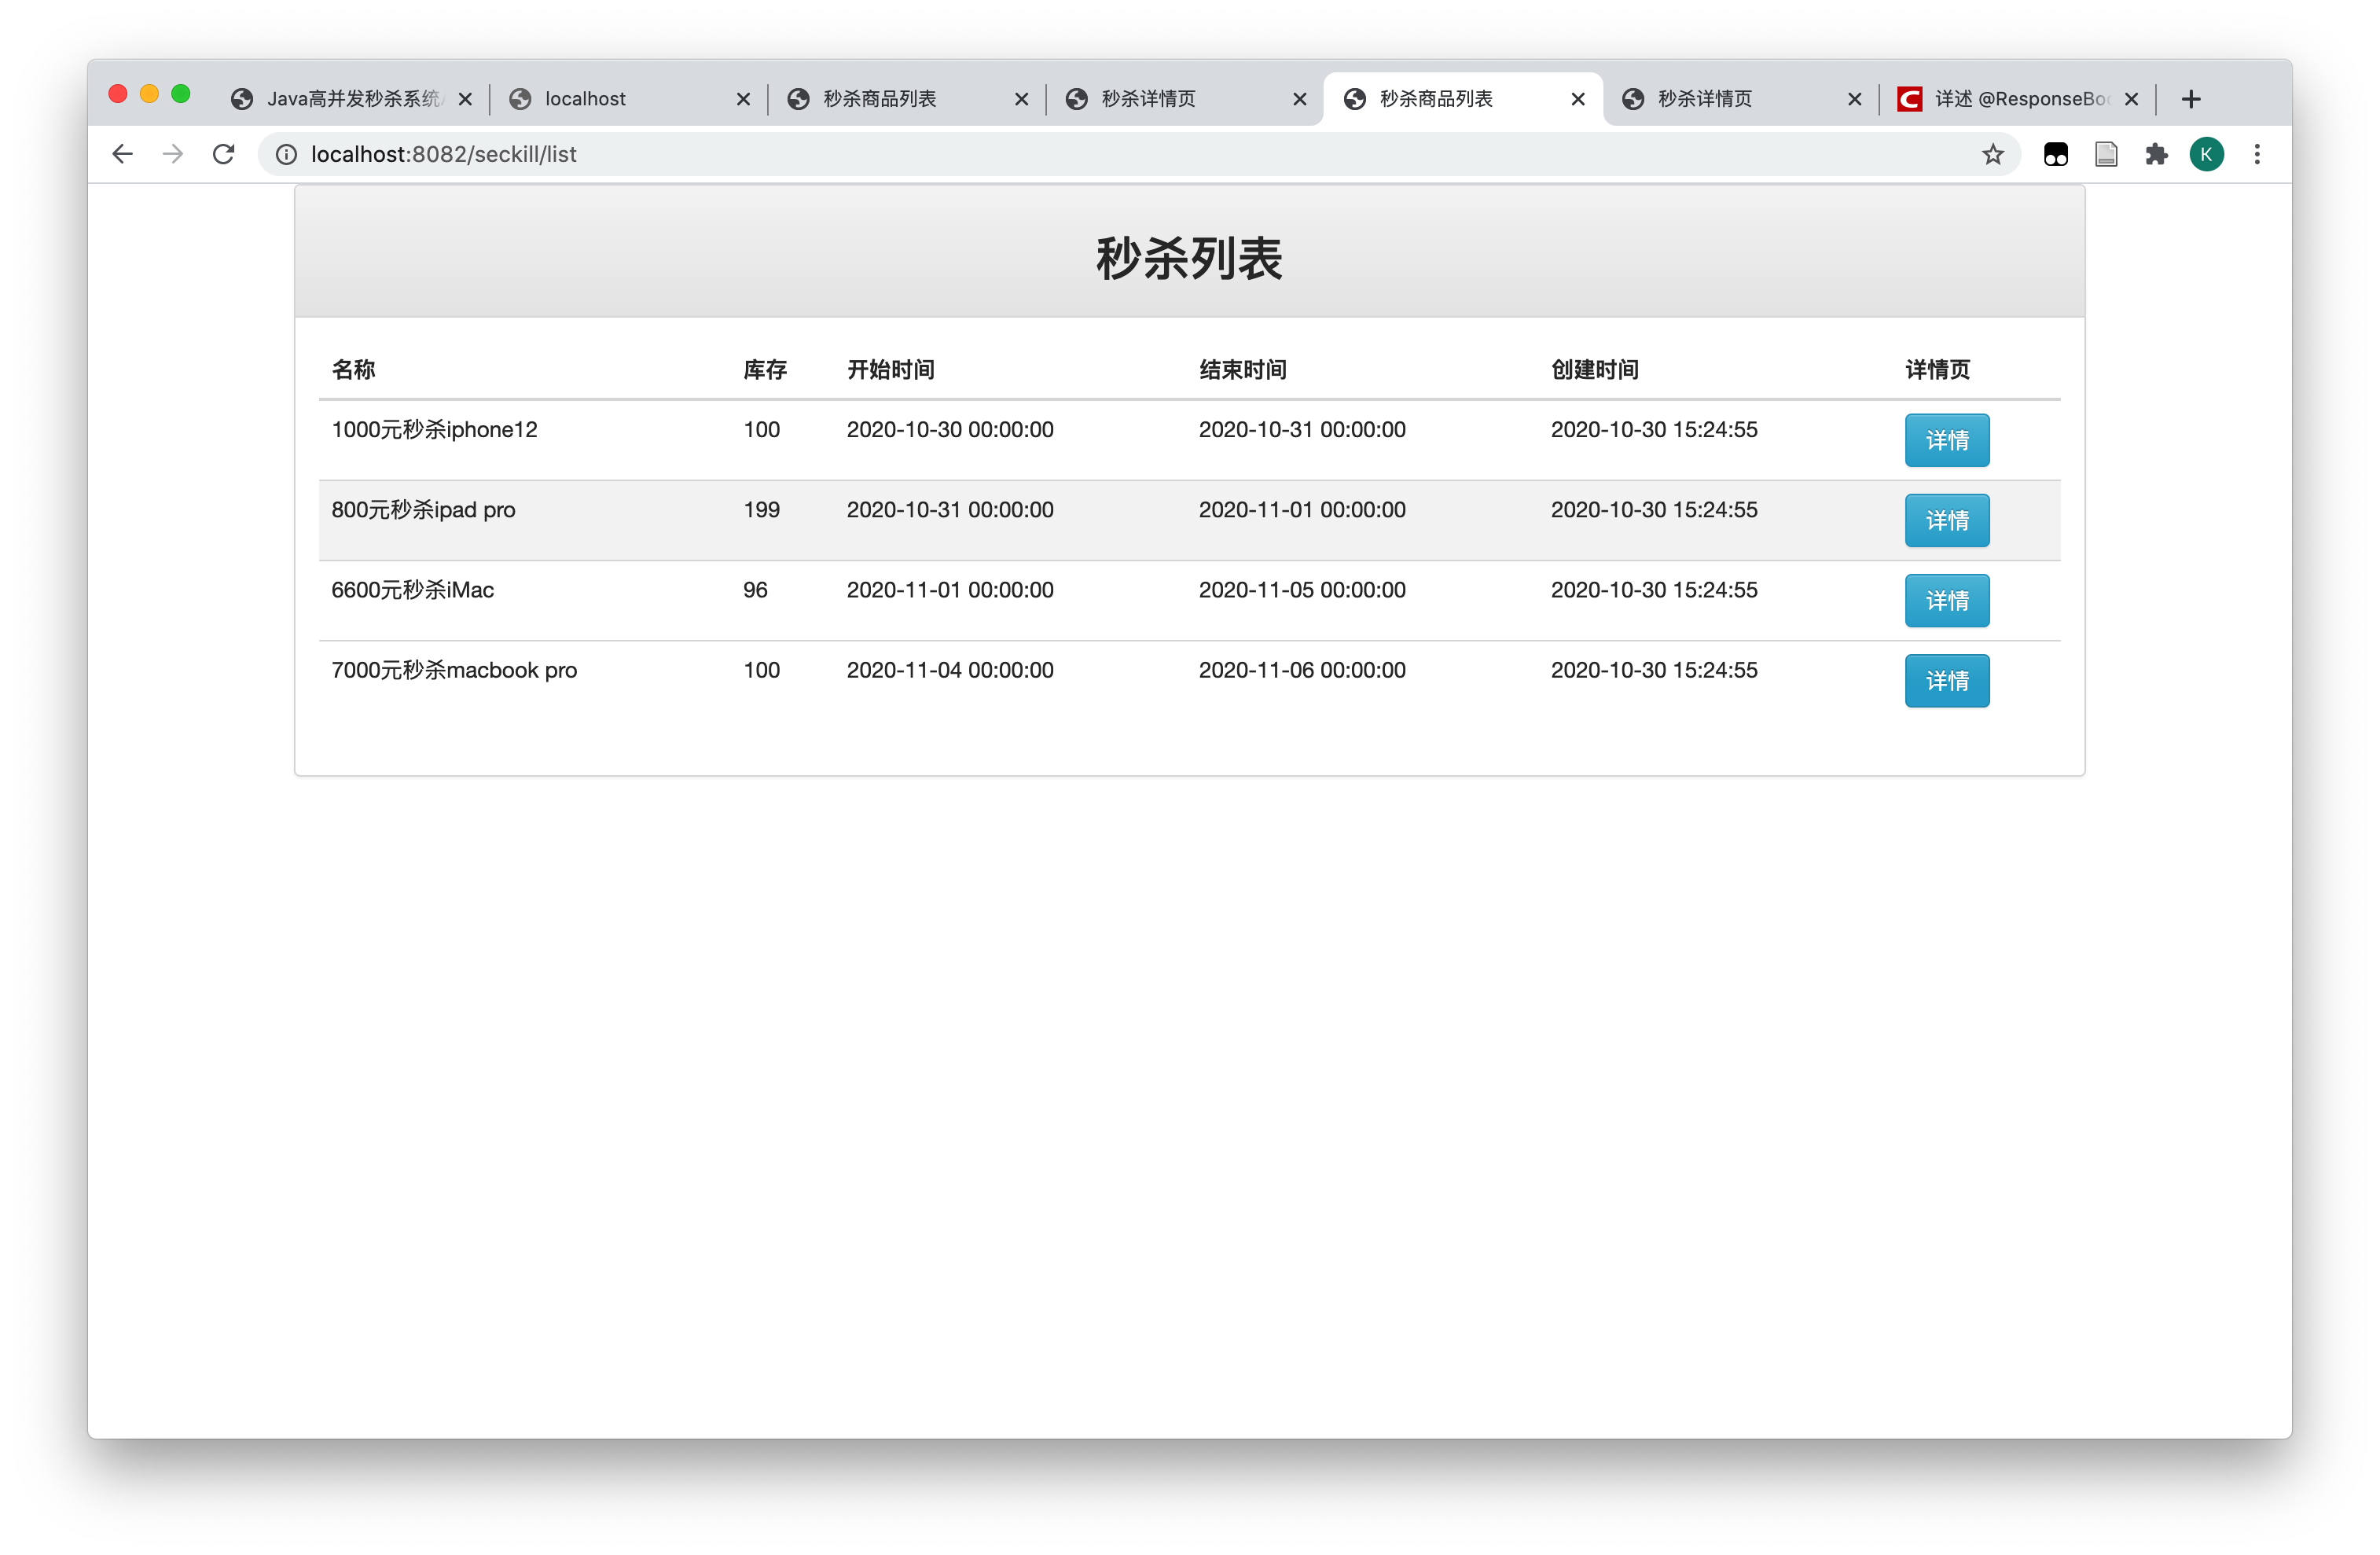 Java高并发秒杀系统 localhost 秒杀商品列表 秒杀详情页 秒杀商品列表 秒杀详情页 详述 @ResponseBo
localhost:8082/seckill/list K
秒杀列表
名称 库存 开始时间 结束时间 创建时间 详情页
1000元秒杀iphone12 100 2020-10-30 00:00:00 2020-10-31 00:00:00 2020-10-30 15:24:55 详情
800元秒杀ipad pro 199 2020-10-31 00:00:00 2020-11-01 00:00:00 2020-10-30 15:24:55 详情
6600元秒杀iMac 96 2020-11-01 00:00:00 2020-11-05 00:00:00 2020-10-30 15:24:55 详情
7000元秒杀macbook pro 100 2020-11-04 00:00:00 2020-11-06 00:00:00 2020-10-30 15:24:55 详情